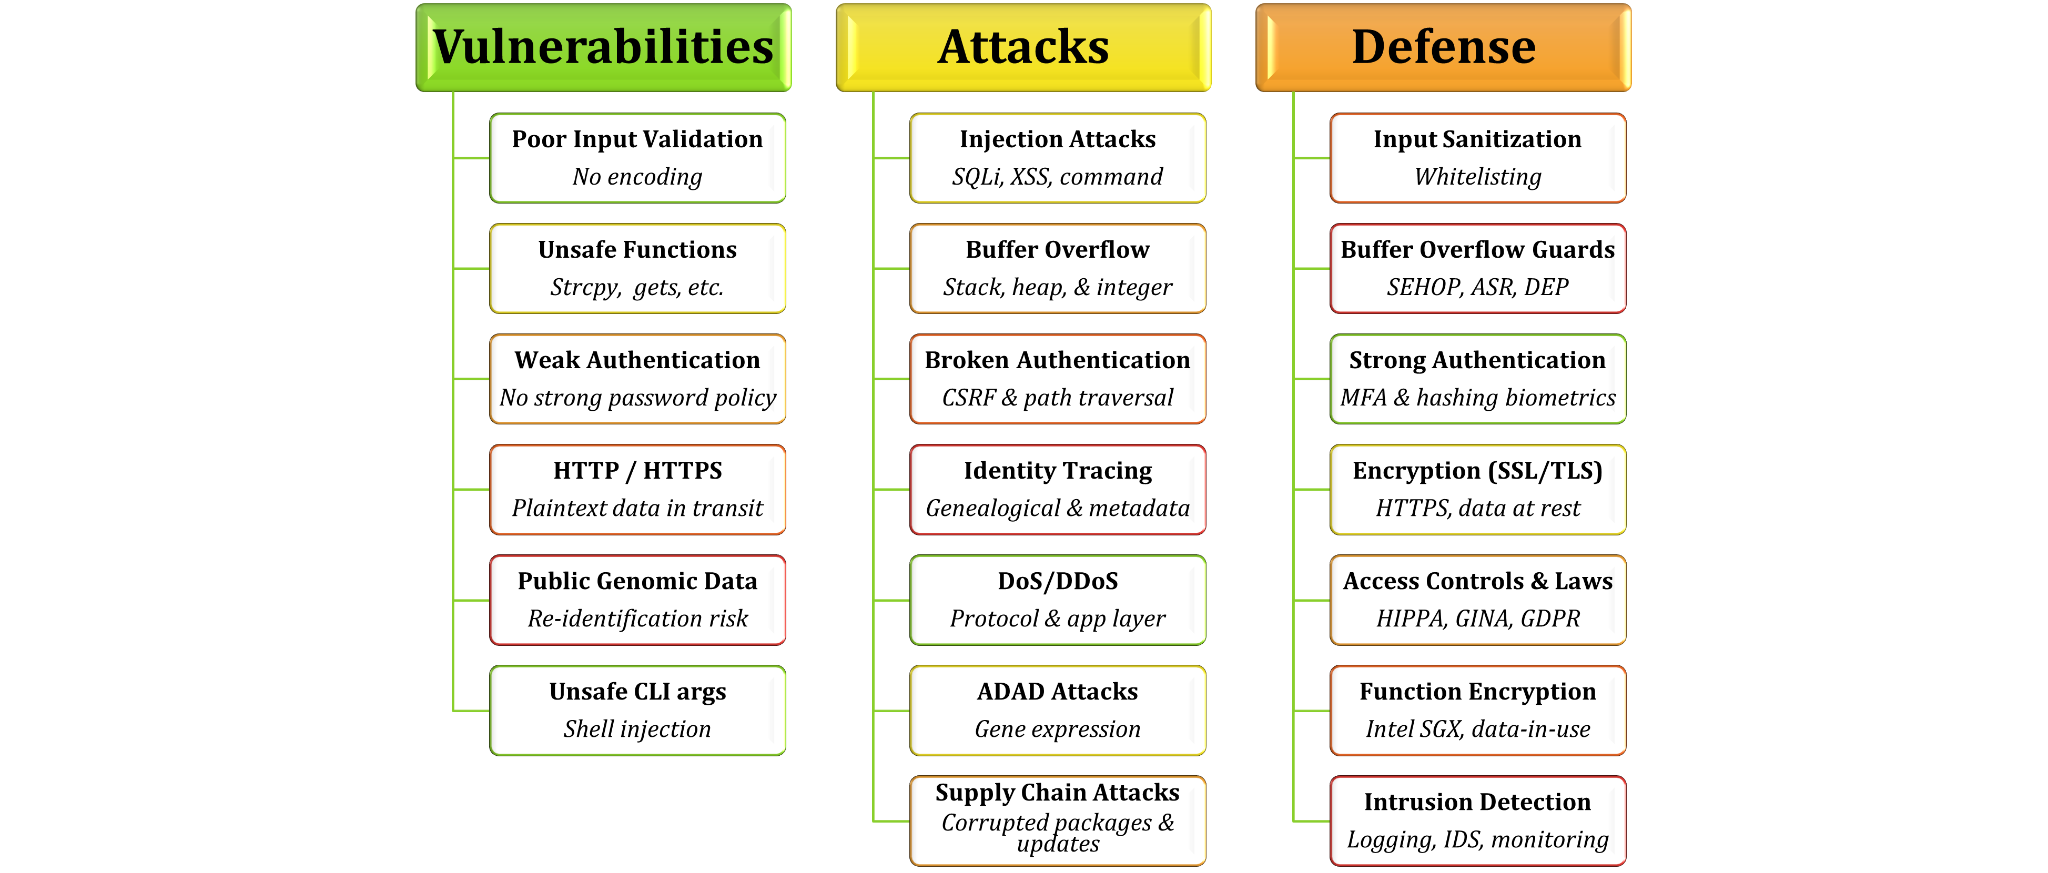 Vulnerabilities
Poor Input Validation
No encoding
Unsafe Functions
Strcpy, gets, etc.
Weak Authentication
No strong password policy
HTTP / HTTPS
Plaintext data in transit
Public Genomic Data
Re-identification risk
Unsafe CLI args
Shell injection
Attacks
Injection Attacks
SQLi, XSS, command
Buffer Overflow
Stack, heap, & integer
Broken Authentication
CSRF & path traversal
Identity Tracing
Genealogical & metadata
DoS/DDoS
Protocol & app layer
ADAD Attacks
Gene expression
Supply Chain Attacks
Corrupted packages &
updates
Defense
Input Sanitization
Whitelisting
Buffer Overflow Guards
SEHOP, ASR, DEP
Strong Authentication
MFA & hashing biometrics
Encryption (SSL/TLS)
HTTPS, data at rest
Access Controls & Laws
HIPPA, GINA, GDPR
Function Encryption
Intel SGX, data-in-use
Intrusion Detection
Logging, IDS, monitoring